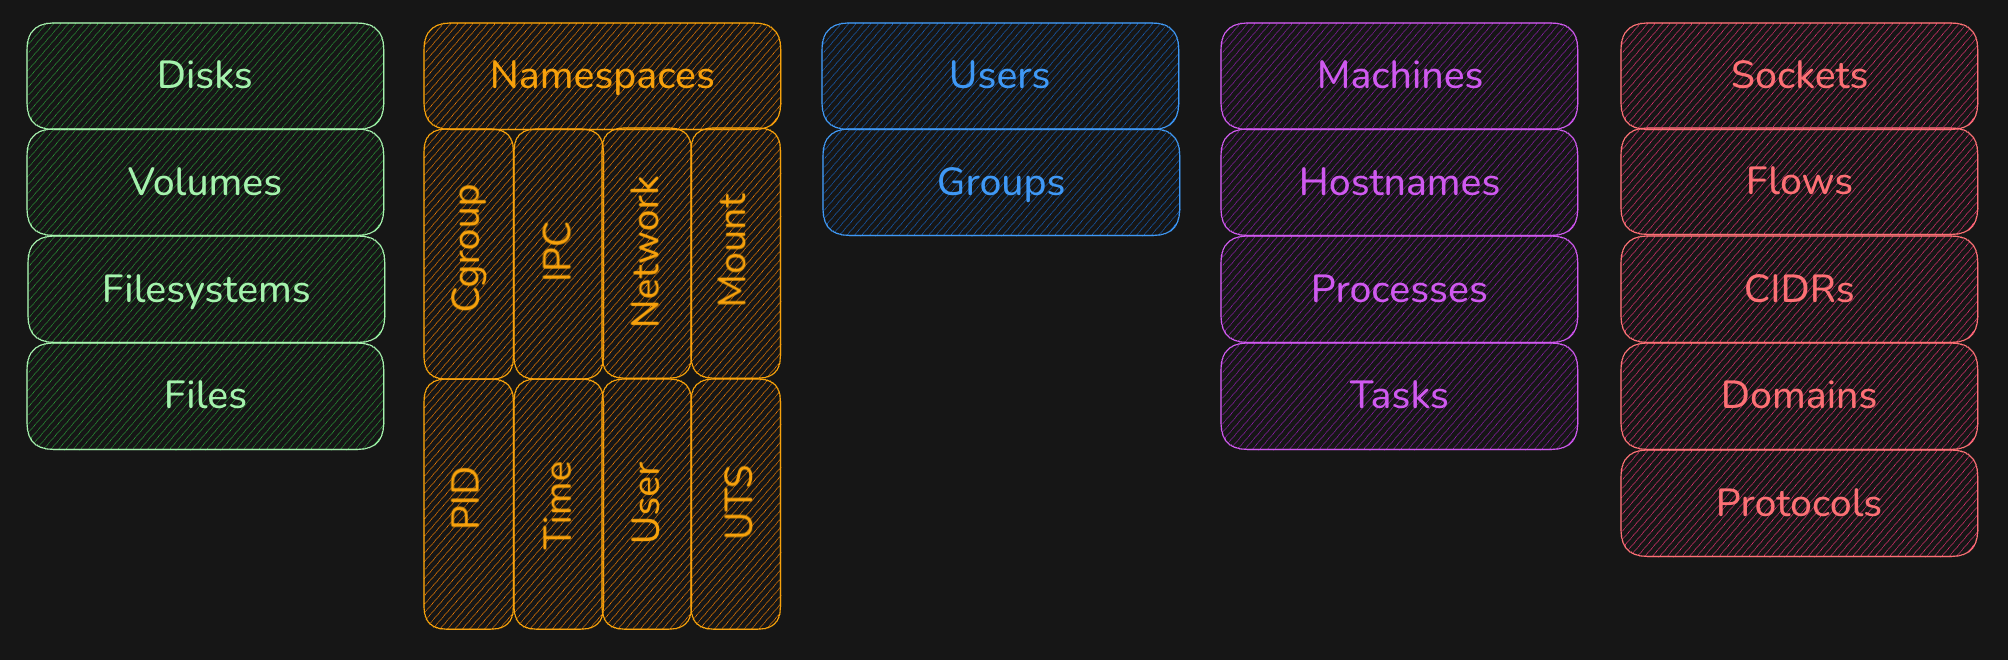 Disks
Volumes
Filesystems
Files
Namespaces
Cgroup
IPC
Network
Mount
PID
Time
User
UTS
Users
Groups
Machines
Hostnames
Processes
Tasks
Sockets
Flows
CIDRs
Domains
Protocols